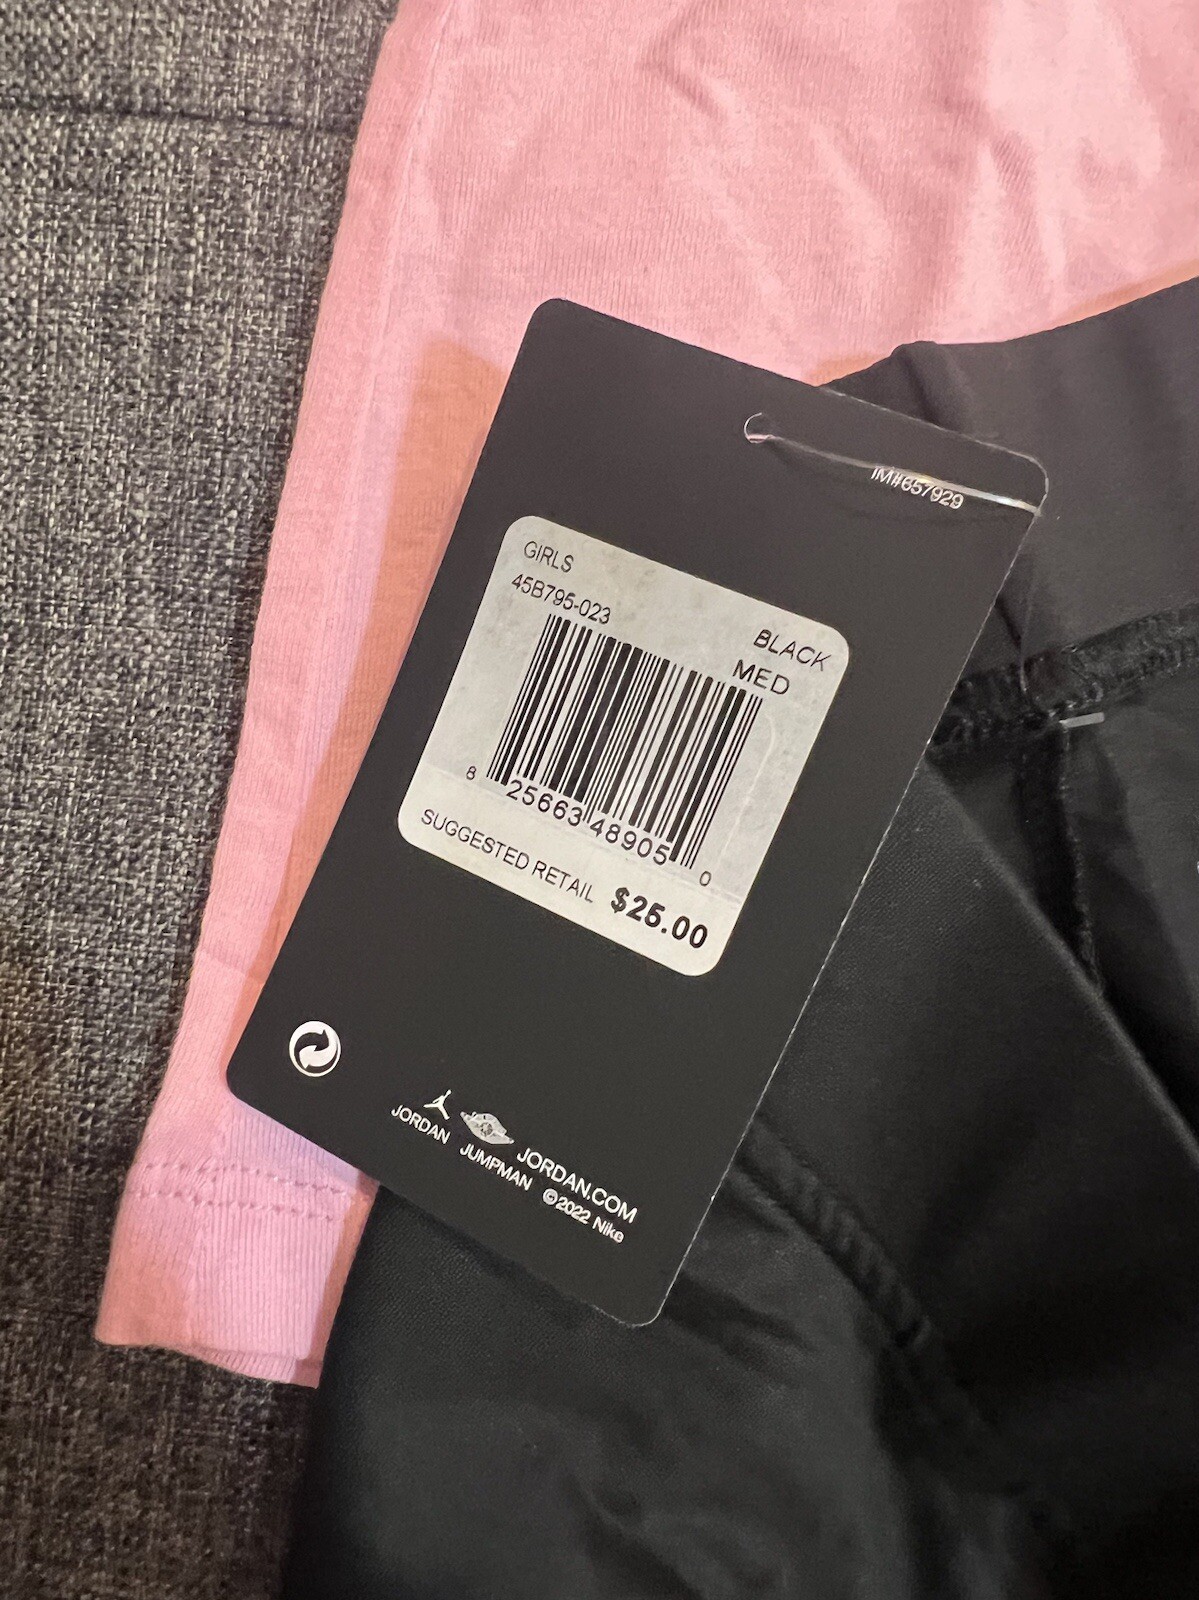 IM#657929
GIRLS
45B795-023
BLACK
MED
8 25663 48905 0
SUGGESTED RETAIL $25.00
JORDAN JUMPMAN JORDAN.COM
©2022 Nike